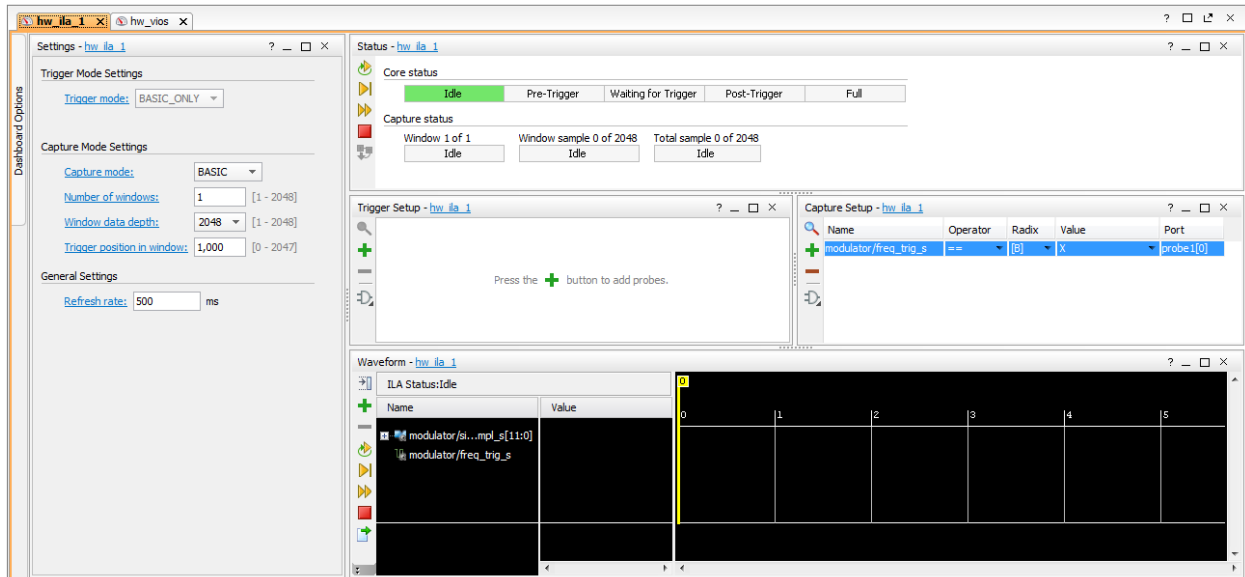 hw_ila_1
hw_vios
?
Dashboard Options
Settings - hw_ila_1
?
Trigger Mode Settings
Trigger mode: BASIC_ONLY
Capture Mode Settings
Capture mode: BASIC
Number of windows: 1 [1 - 2048]
Window data depth: 2048 [1 - 2048]
Trigger position in window: 1,000 [0 - 2047]
General Settings
Refresh rate: 500 ms
Status - hw_ila_1
?
Core status
Idle Pre-Trigger Waiting for Trigger Post-Trigger Full
Capture status
Window 1 of 1 Window sample 0 of 2048 Total sample 0 of 2048
Idle Idle Idle
Trigger Setup - hw_ila_1
?
Press the + button to add probes.
Capture Setup - hw_ila_1
?
Name Operator Radix Value Port
modulator/freq_trig_s == [B] X probe1[0]
Waveform - hw_ila_1
?
ILA Status:Idle
Name Value
modulator/si...mpl_s[11:0]
modulator/freq_trig_s
0
0 1 2 3 4 5